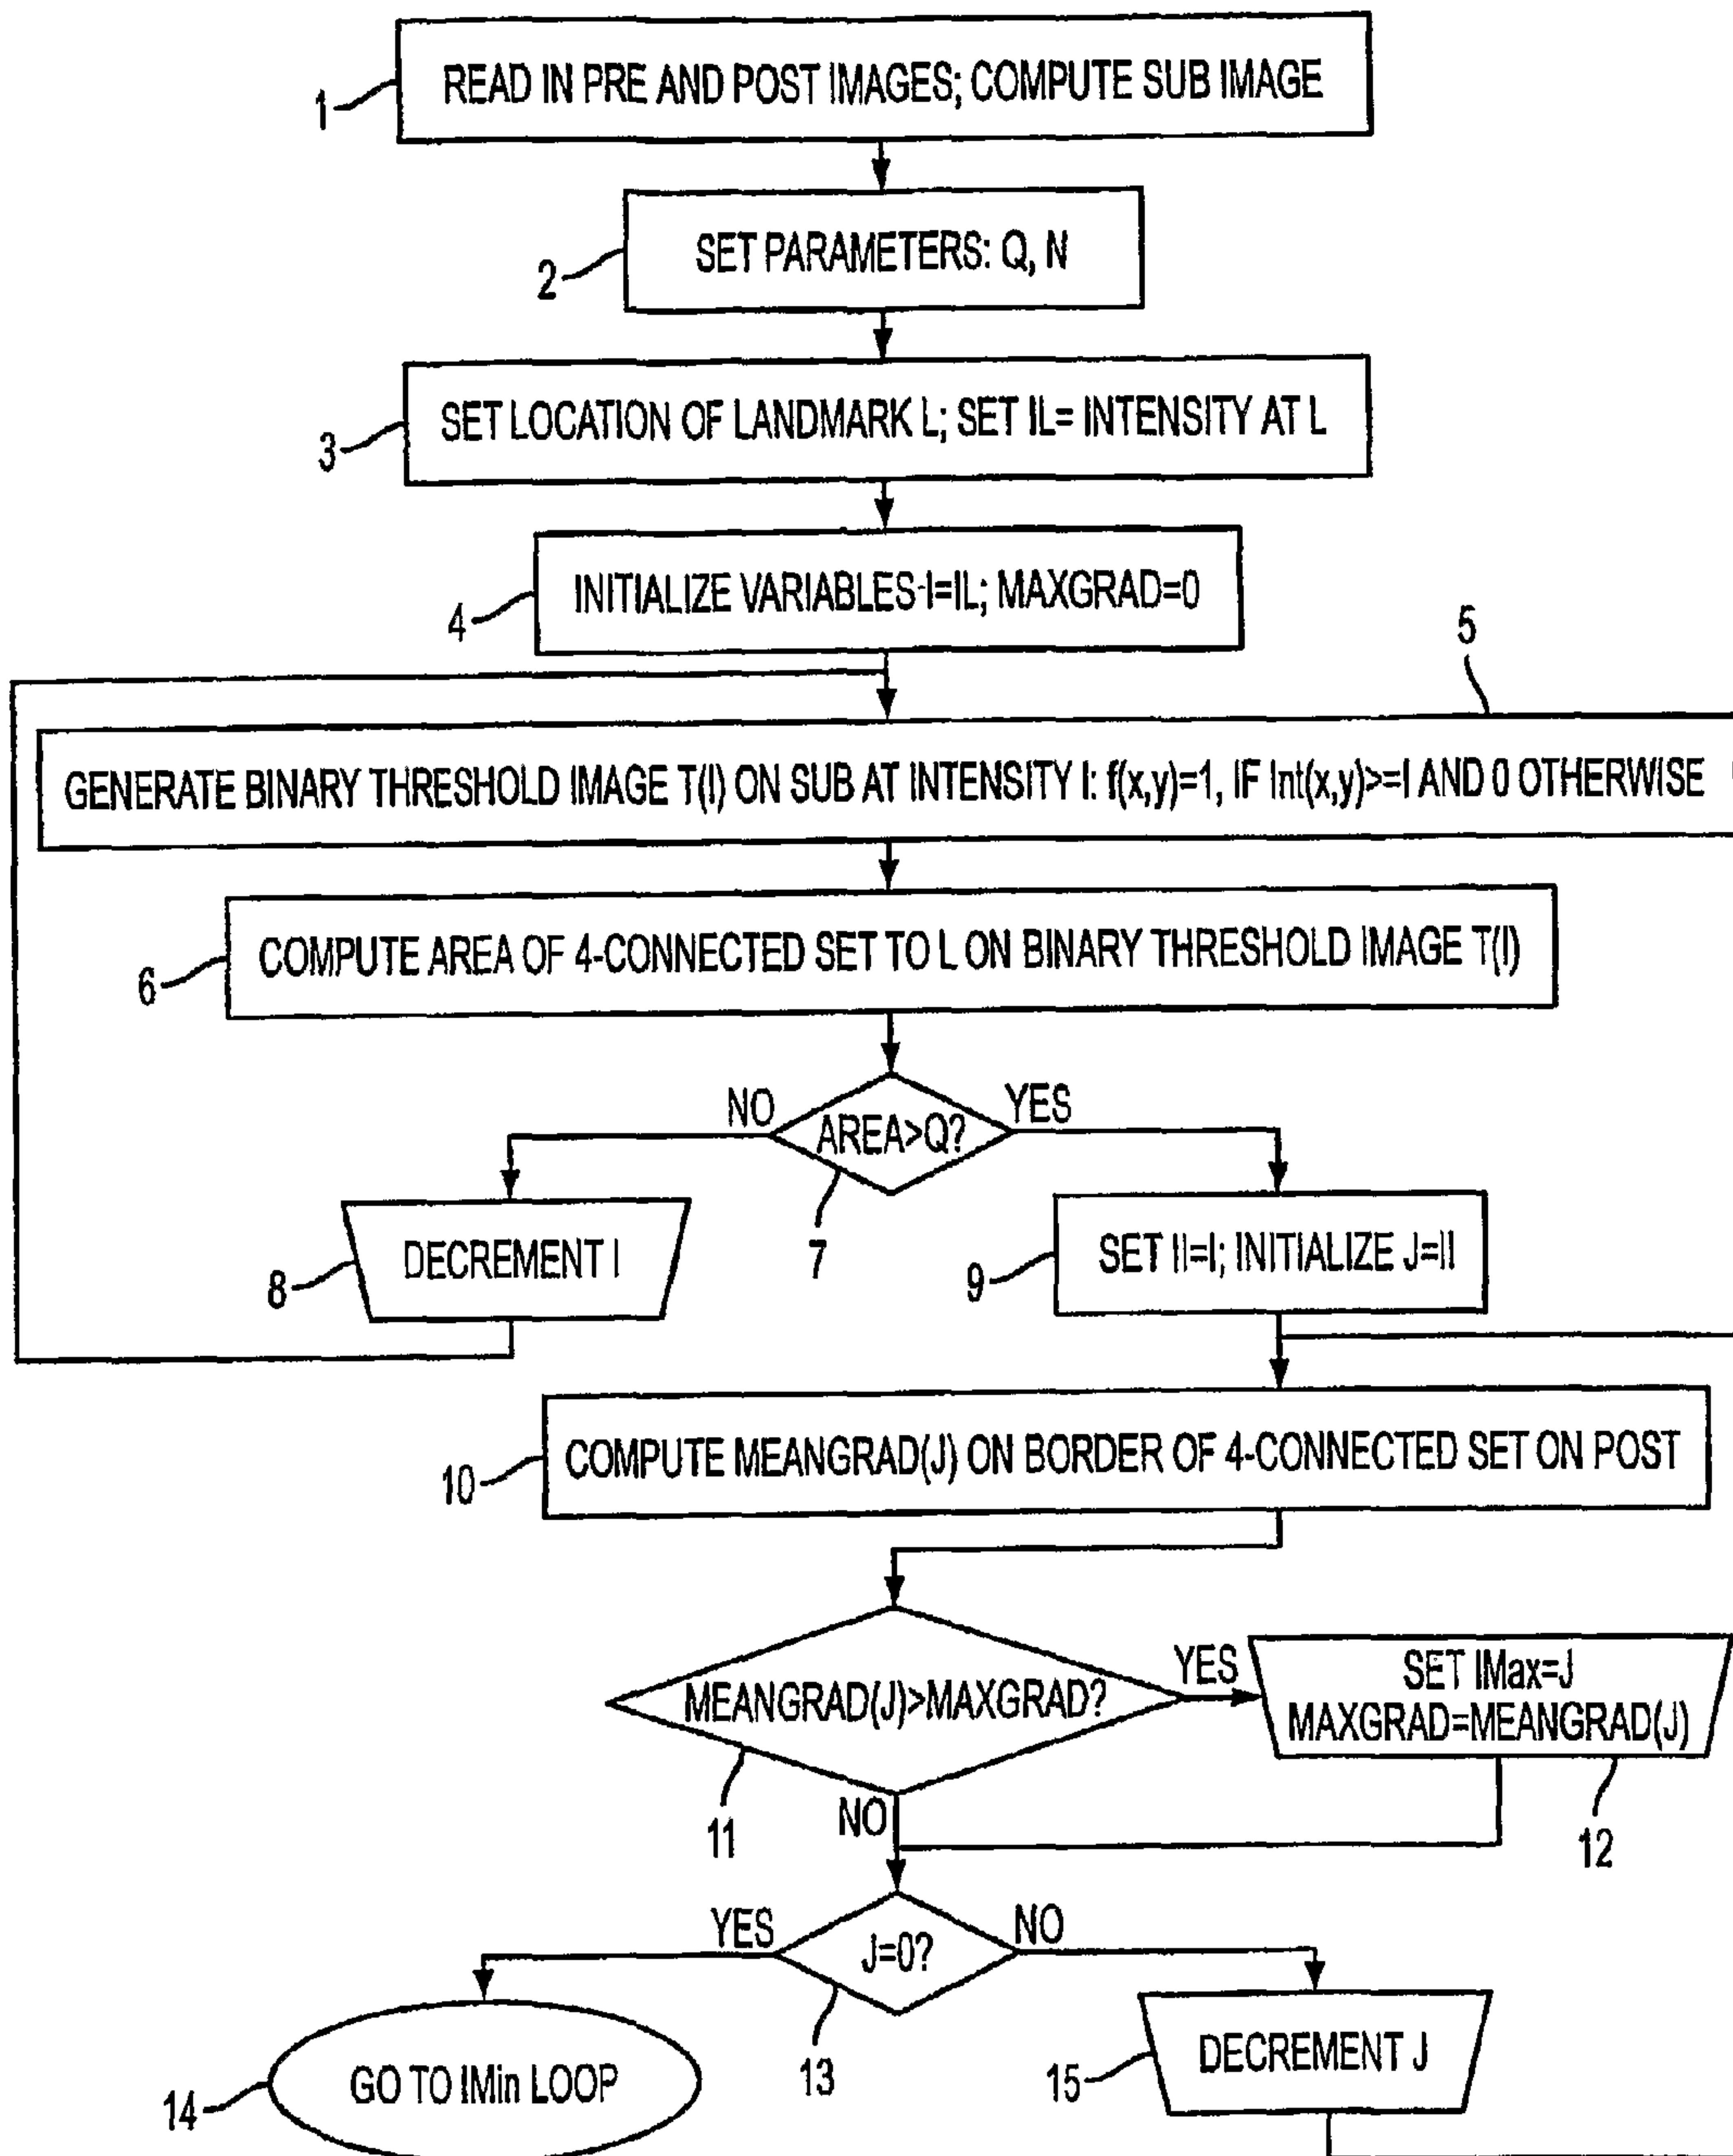 READ IN PRE AND POST IMAGES; COMPUTE SUB IMAGE
1
SET PARAMETERS: Q, N
2
SET LOCATION OF LANDMARK L; SET IL= INTENSITY AT L
3
INITIALIZE VARIABLES-I=IL; MAXGRAD=0
4
5
GENERATE BINARY THRESHOLD IMAGE T(I) ON SUB AT INTENSITY I: f(x,y)=1, IF Int(x,y)>=I AND 0 OTHERWISE
COMPUTE AREA OF 4-CONNECTED SET TO L ON BINARY THRESHOLD IMAGE T(I)
6
NO
YES
AREA>Q?
7
DECREMENT I
8
SET II=I; INITIALIZE J=II
9
COMPUTE MEANGRAD(J) ON BORDER OF 4-CONNECTED SET ON POST
10
MEANGRAD(J)>MAXGRAD?
YES
SET IMax=J
MAXGRAD=MEANGRAD(J)
11
NO
12
YES
NO
J=0?
13
GO TO IMin LOOP
14
DECREMENT J
15